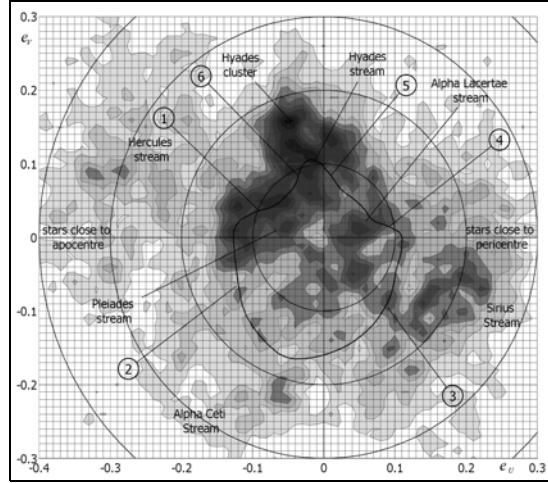 0.3
e_v
Hyades
cluster
Hyades
stream
6
5
Alpha Lacertae
stream
0.2
1
4
Hercules
stream
0.1
stars close to
apocentre
stars close to
pericentre
0
-0.1
Pleiades
stream
Sirius
Stream
2
3
-0.2
Alpha Ceti
Stream
-0.3
-0.4
-0.3
-0.2
-0.1
0
0.1
0.2
e_U
0.3